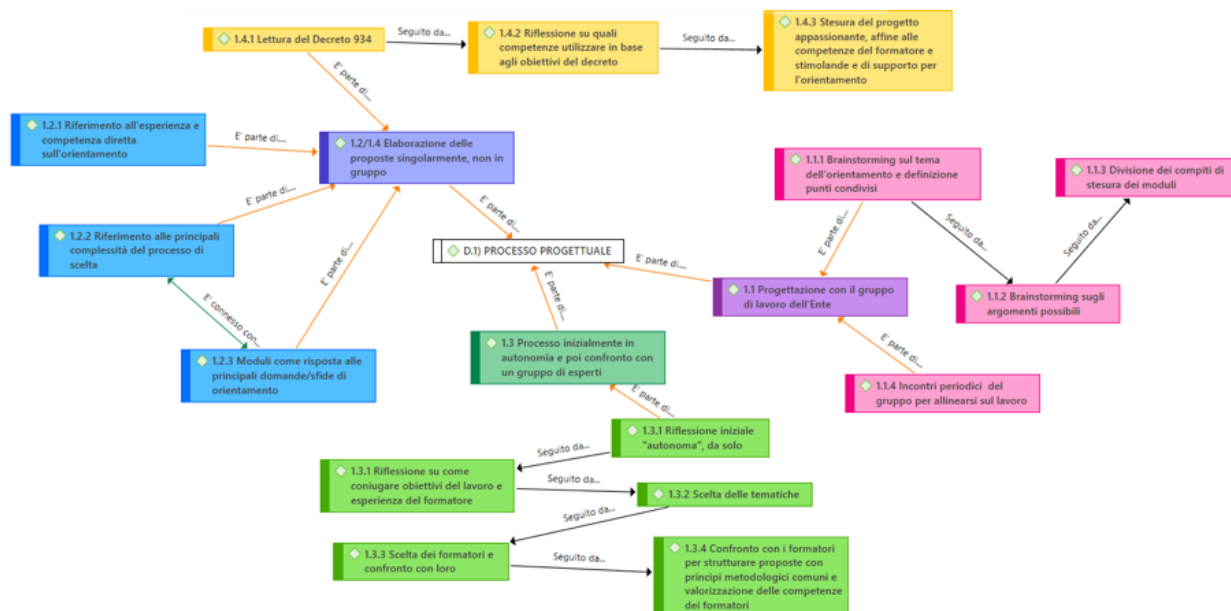 1.4.1 Lettura del Decreto 934
Seguito da...
1.4.2 Riflessione su quali
competenze utilizzare in base
agli obiettivi del decreto
Seguito da...
1.4.3 Stesura del progetto
appassionante, affine alle
competenze del formatore e
stimolande e di supporto per
l'orientamento
E' parte di...
1.2.1 Riferimento all'esperienza e
competenza diretta
sull'orientamento
E' parte di...
1.2/1.4 Elaborazione delle
proposte singolarmente, non in
gruppo
1.1.1 Brainstorming sul tema
dell'orientamento e definizione
punti condivisi
1.1.3 Divisione dei compiti di
stesura dei moduli
E' parte di...
1.2.2 Riferimento alle principali
complessità del processo di
scelta
E' parte di...
E' parte di...
D.1) PROCESSO PROGETTUALE
E' parte di...
E' parte di...
Seguito da...
Seguito da...
1.1 Progettazione con il gruppo
di lavoro dell'Ente
1.1.2 Brainstorming sugli
argomenti possibili
E' connesso con...
E' parte di...
1.2.3 Moduli come risposta alle
principali domande/sfide di
orientamento
1.3 Processo inizialmente in
autonomia e poi confronto con
un gruppo di esperti
E' parte di...
1.1.4 Incontri periodici del
gruppo per allinearsi sul lavoro
E' parte di...
1.3.1 Riflessione iniziale
"autonoma", da solo
Seguito da...
1.3.1 Riflessione su come
coniugare obiettivi del lavoro e
esperienza del formatore
Seguito da...
1.3.2 Scelta delle tematiche
Seguito da...
1.3.3 Scelta dei formatori e
confronto con loro
Seguito da...
1.3.4 Confronto con i formatori
per strutturare proposte con
principi metodologici comuni e
valorizzazione delle competenze
dei formatori